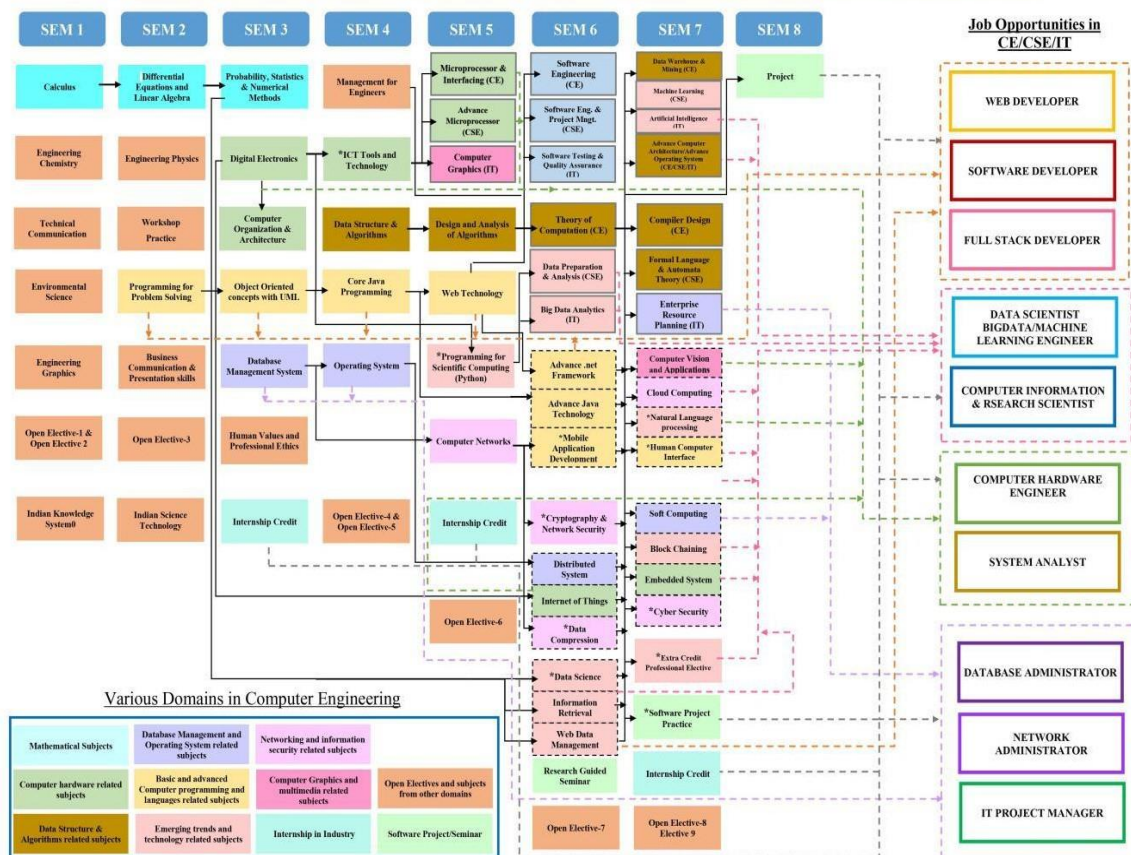 SEM 1
SEM 2
SEM 3
SEM 4
SEM 5
SEM 6
SEM 7
SEM 8
Job Opportunities in
CE/CSE/IT
Calculus
Differential
Equations and
Linear Algebra
Probability, Statistics
& Numerical
Methods
Management for
Engineers
Microprocessor &
Interfacing (CE)
Advance
Microprocessor
(CSE)
Computer
Graphics (IT)
Software
Engineering
(CE)
Software Eng. &
Project Mngt.
(CSE)
Software Testing &
Quality Assurance
(IT)
Data Warehouse &
Mining (CE)
Machine Learning
(CSE)
Artificial Intelligence
(IT)
Advance Computer
Architecture/Advance
Operating System
(CE/CSE/IT)
Project
Engineering
Chemistry
Engineering Physics
Digital Electronics
*ICT Tools and
Technology
Technical
Communication
Workshop
Practice
Computer
Organization &
Architecture
Data Structure &
Algorithms
Design and Analysis
of Algorithms
Theory of
Computation (CE)
Compiler Design
(CE)
Environmental
Science
Programming for
Problem Solving
Object Oriented
concepts with UML
Core Java
Programming
Web Technology
Data Preparation
& Analysis (CSE)
Big Data Analytics
(IT)
Formal Language
& Automata
Theory (CSE)
Enterprise
Resource
Planning (IT)
Engineering
Graphics
Business
Communication &
Presentation skills
Database
Management System
Operating System
*Programming for
Scientific Computing
(Python)
Advance .net
Framework
Advance Java
Technology
*Mobile
Application
Development
Computer Vision
and Applications
Cloud Computing
*Natural Language
processing
*Human Computer
Interface
Open Elective-1 &
Open Elective 2
Open Elective-3
Human Values and
Professional Ethics
Computer Networks
Indian Knowledge
System0
Indian Science
Technology
Internship Credit
Open Elective-4 &
Open Elective-5
Internship Credit
*Cryptography &
Network Security
Distributed
System
Internet of Things
*Data
Compression
Soft Computing
Block Chaining
Embedded System
*Cyber Security
Open Elective-6
*Data Science
Information
Retrieval
Web Data
Management
*Extra Credit
Professional Elective
*Software Project
Practice
Research Guided
Seminar
Internship Credit
Open Elective-7
Open Elective-8
Elective 9
WEB DEVELOPER
SOFTWARE DEVELOPER
FULL STACK DEVELOPER
DATA SCIENTIST
BIGDATA/MACHINE
LEARNING ENGINEER
COMPUTER INFORMATION
& RSEARCH SCIENTIST
COMPUTER HARDWARE
ENGINEER
SYSTEM ANALYST
DATABASE ADMINISTRATOR
NETWORK
ADMINISTRATOR
IT PROJECT MANAGER
Various Domains in Computer Engineering
Mathematical Subjects
Database Management and
Operating System related
subjects
Networking and information
security related subjects
Computer hardware related
subjects
Basic and advanced
Computer programming and
languages related subjects
Computer Graphics and
multimedia related
subjects
Open Electives and subjects
from other domains
Data Structure &
Algorithms related subjects
Emerging trends and
technology related subjects
Internship in Industry
Software Project/Seminar